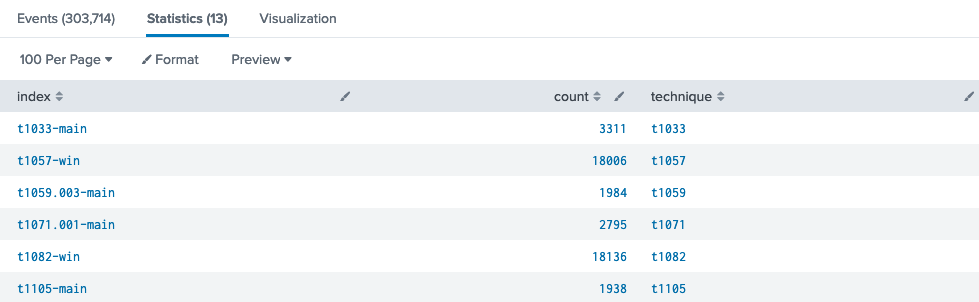 Events (303,714) Statistics (13) Visualization
100 Per Page Format Preview
index count technique
t1033-main 3311 t1033
t1057-win 18006 t1057
t1059.003-main 1984 t1059
t1071.001-main 2795 t1071
t1082-win 18136 t1082
t1105-main 1938 t1105